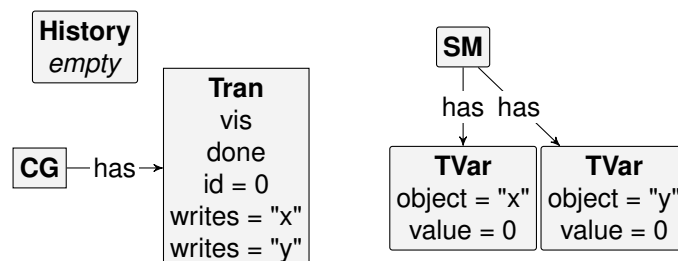 History
empty
CG
has
Tran
vis
done
id = 0
writes = "x"
writes = "y"
SM
has
has
TVar
object = "x"
value = 0
TVar
object = "y"
value = 0